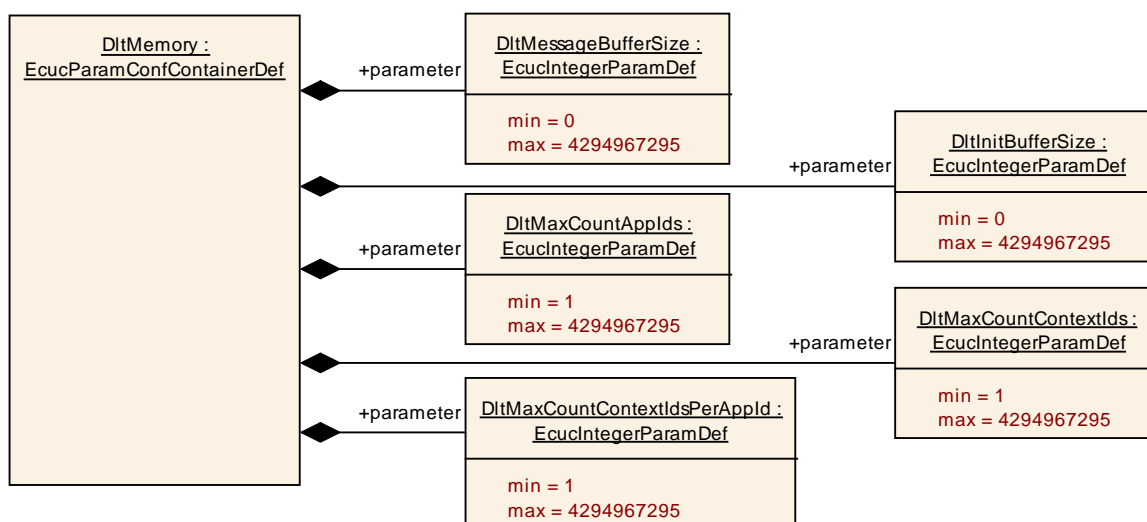 DltMemory :
EcucParamConfContainerDef
+parameter
DltMessageBufferSize :
EcucIntegerParamDef
min = 0
max = 4294967295
+parameter
DltInitBufferSize :
EcucIntegerParamDef
min = 0
max = 4294967295
+parameter
DltMaxCountAppIds :
EcucIntegerParamDef
min = 1
max = 4294967295
+parameter
DltMaxCountContextIds :
EcucIntegerParamDef
min = 1
max = 4294967295
+parameter
DltMaxCountContextIdsPerAppId :
EcucIntegerParamDef
min = 1
max = 4294967295